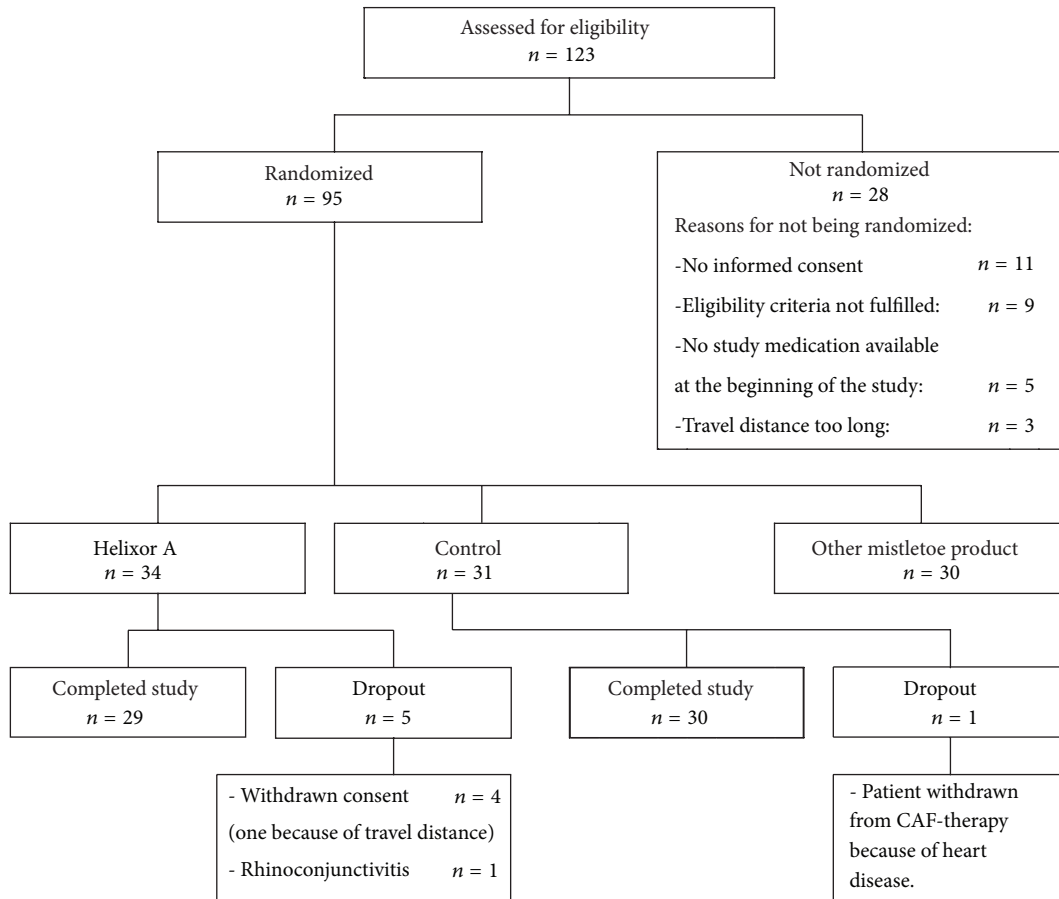 Assessed for eligibility
n = 123
Randomized
n = 95
Not randomized
n = 28
Reasons for not being randomized:
-No informed consent n = 11
-Eligibility criteria not fulfilled: n = 9
-No study medication available
at the beginning of the study: n = 5
-Travel distance too long: n = 3
Helixor A
n = 34
Control
n = 31
Other mistletoe product
n = 30
Completed study
n = 29
Dropout
n = 5
Completed study
n = 30
Dropout
n = 1
- Withdrawn consent n = 4
(one because of travel distance)
- Rhinoconjunctivitis n = 1
- Patient withdrawn
from CAF-therapy
because of heart
disease.